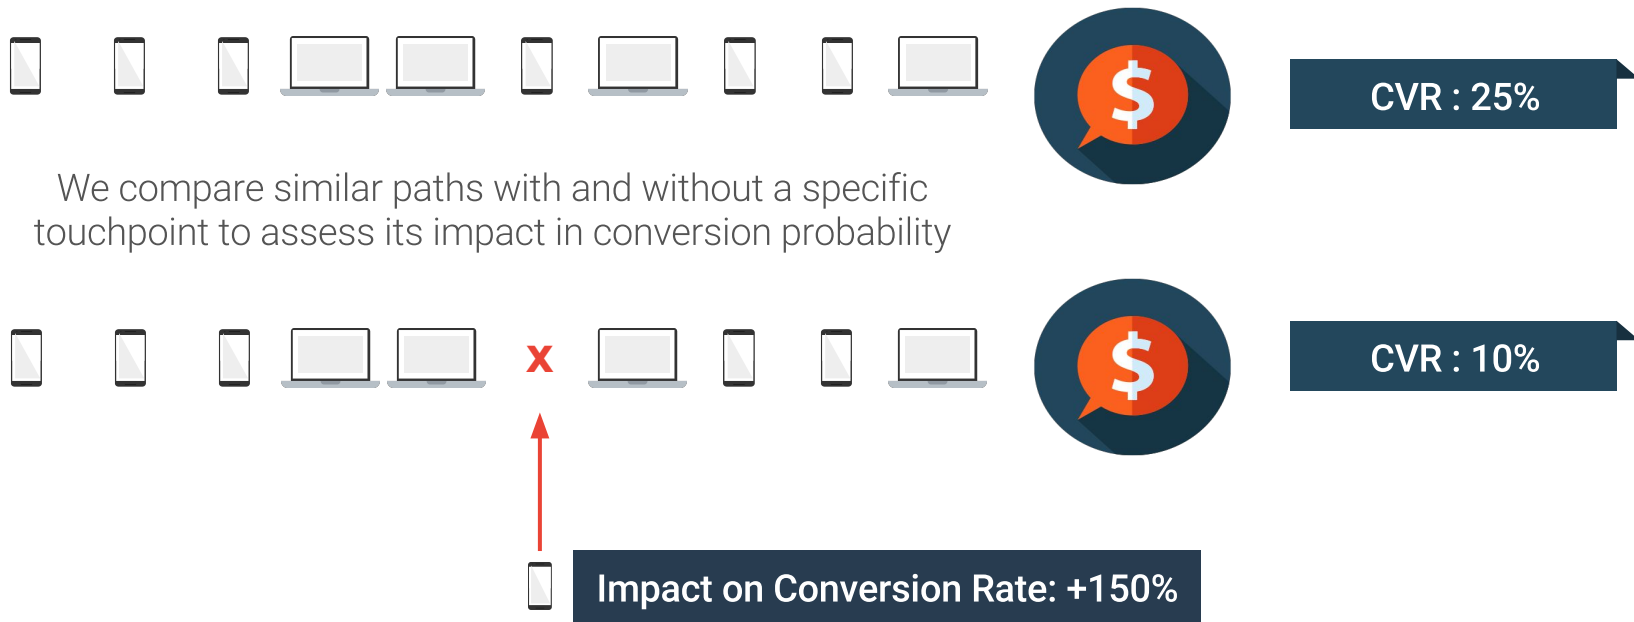 $
CVR : 25%
We compare similar paths with and without a specific
touchpoint to assess its impact in conversion probability
x
$
CVR : 10%
Impact on Conversion Rate: +150%